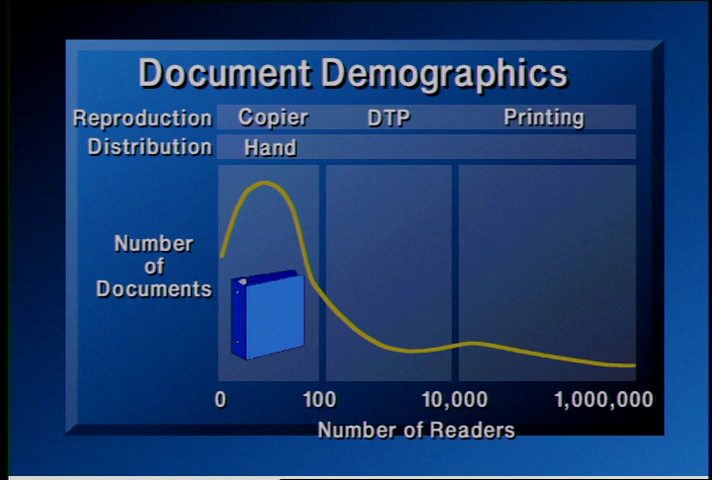 Document Demographics
Reproduction Copier DTP Printing
Distribution Hand
Number
of
Documents
0 100 10,000 1,000,000
Number of Readers